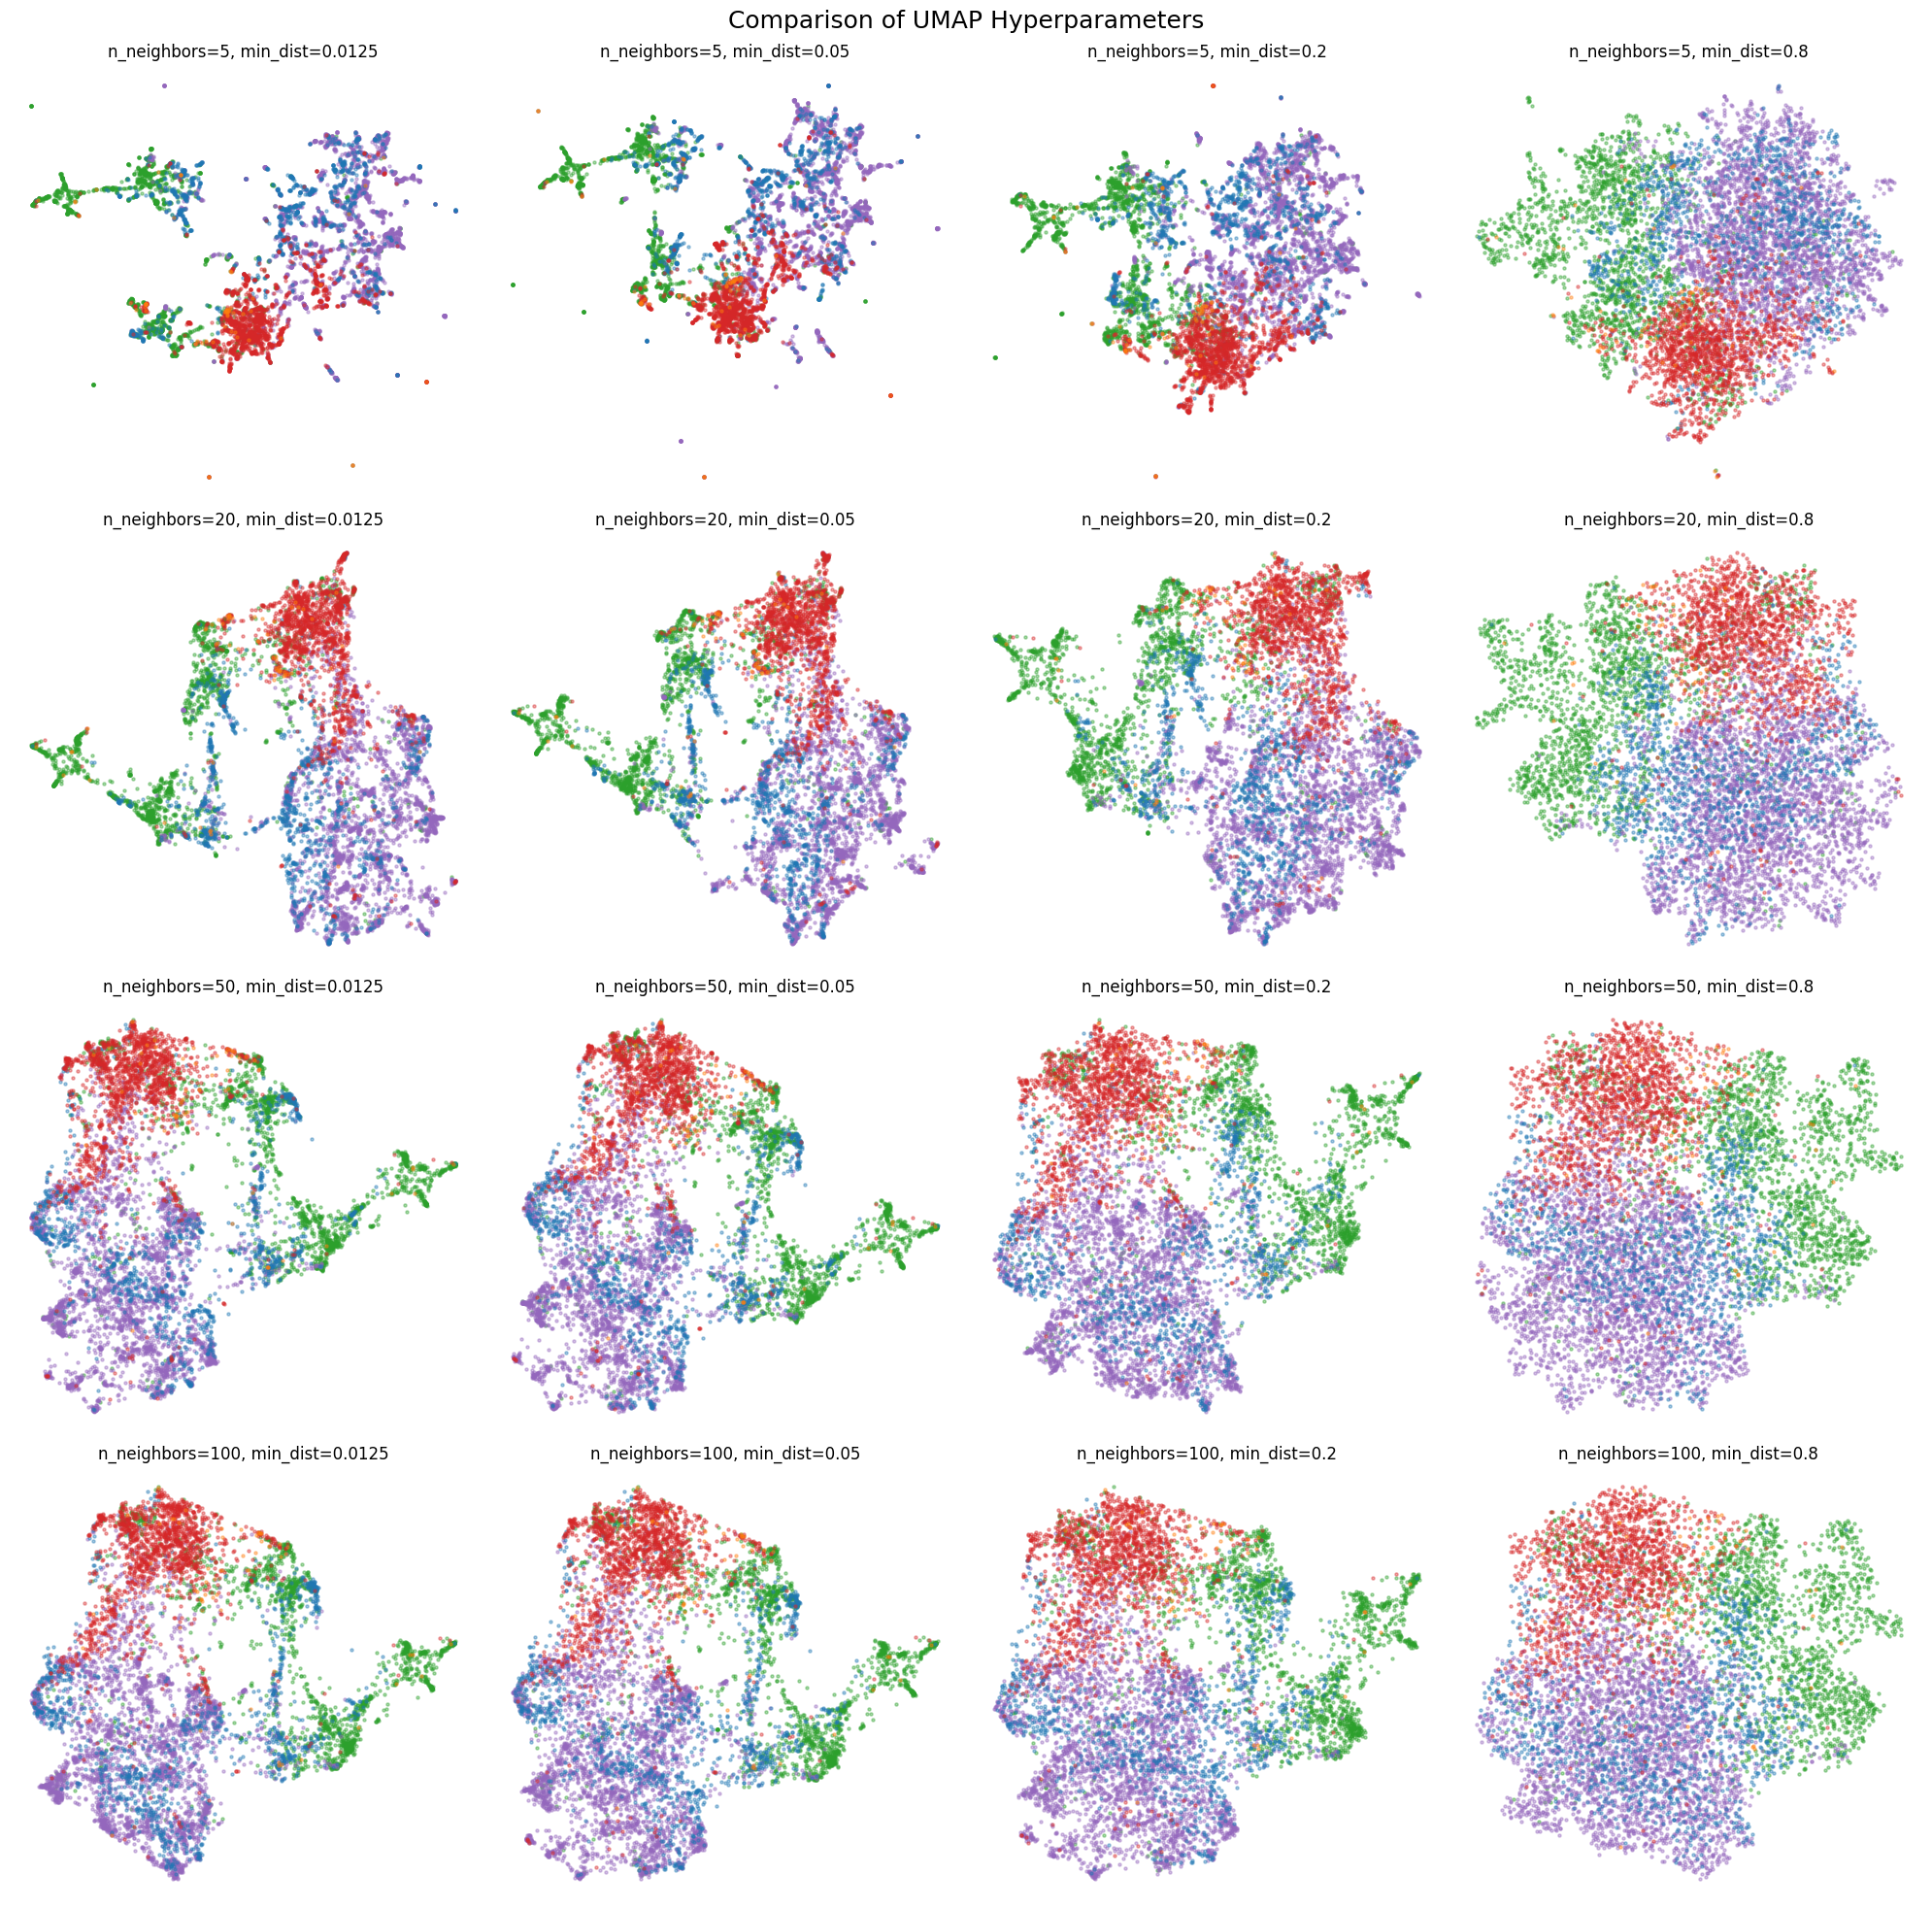 Comparison of UMAP Hyperparameters
n_neighbors=5, min_dist=0.0125
n_neighbors=5, min_dist=0.05
n_neighbors=5, min_dist=0.2
n_neighbors=5, min_dist=0.8
n_neighbors=20, min_dist=0.0125
n_neighbors=20, min_dist=0.05
n_neighbors=20, min_dist=0.2
n_neighbors=20, min_dist=0.8
n_neighbors=50, min_dist=0.0125
n_neighbors=50, min_dist=0.05
n_neighbors=50, min_dist=0.2
n_neighbors=50, min_dist=0.8
n_neighbors=100, min_dist=0.0125
n_neighbors=100, min_dist=0.05
n_neighbors=100, min_dist=0.2
n_neighbors=100, min_dist=0.8